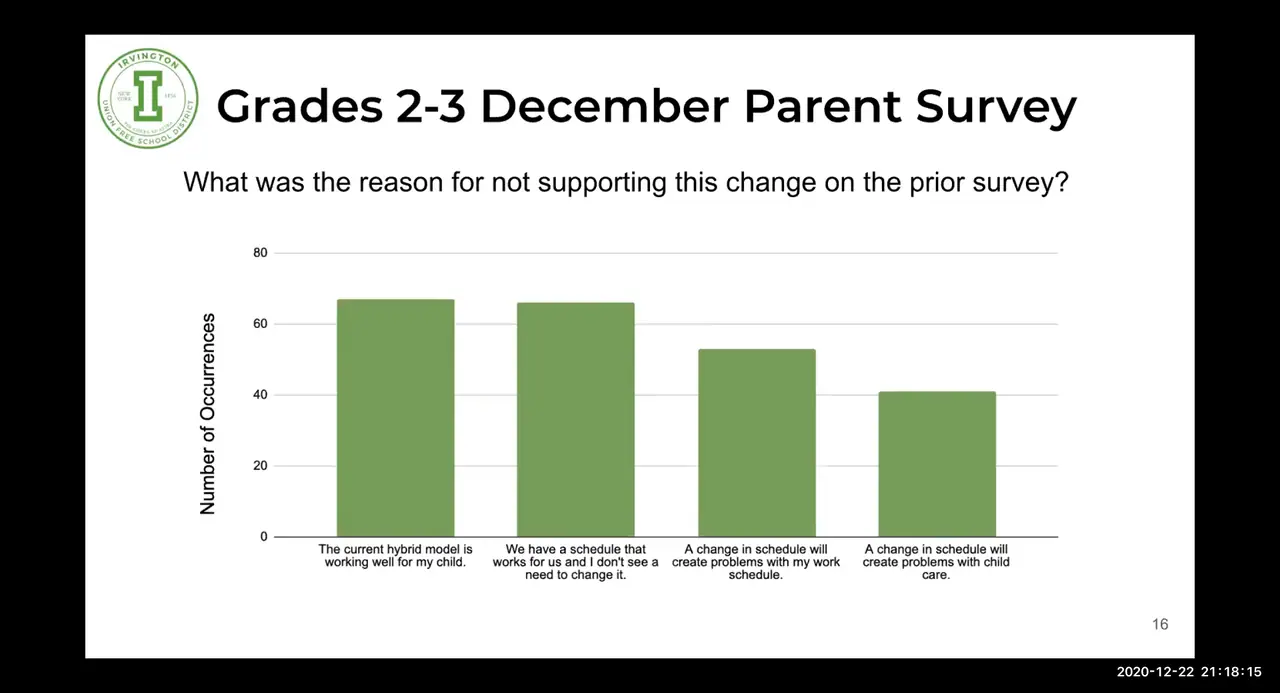 IRVINGTON
UNION FREE SCHOOL DISTRICT
I
Grades 2-3 December Parent Survey
What was the reason for not supporting this change on the prior survey?
Number of Occurrences
80
60
40
20
0
The current hybrid model is
working well for my child.
We have a schedule that
works for us and I don't see a
need to change it.
A change in schedule will
create problems with my work
schedule.
A change in schedule will
create problems with child
care.
16
2020-12-22 21:18:15